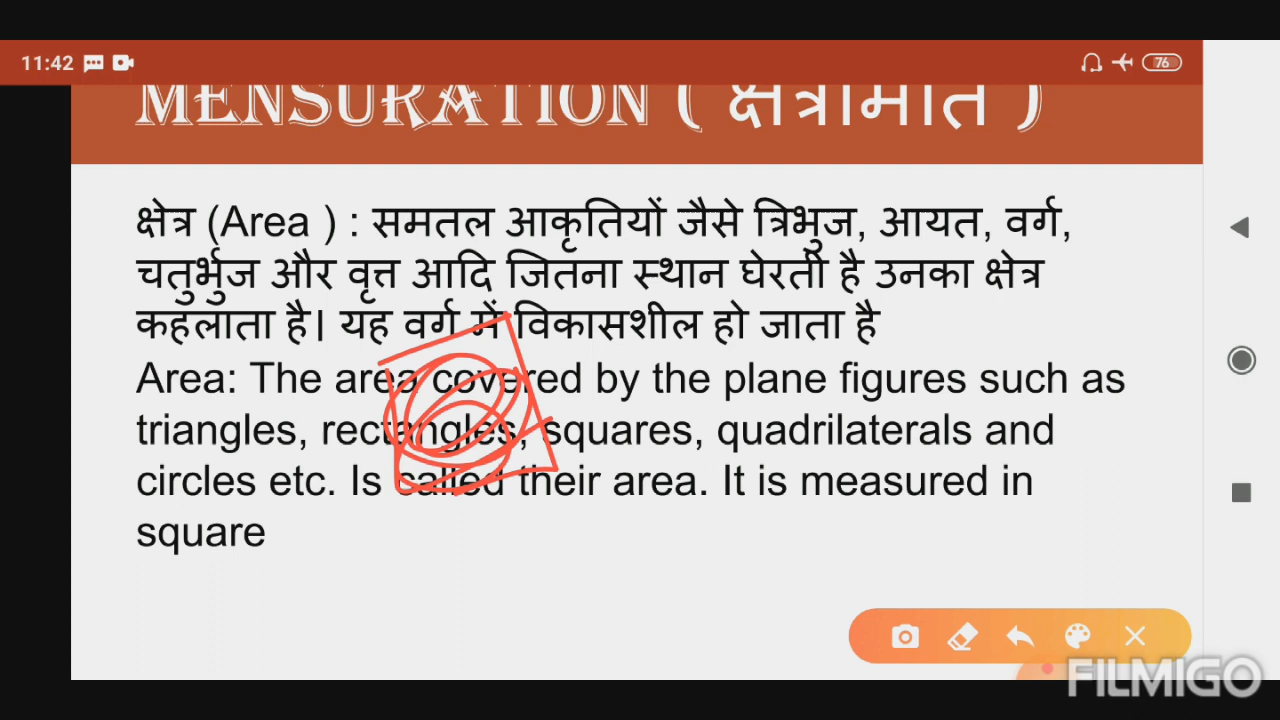 11:42
76
MENSURATION ( क्षेत्रमिति )
क्षेत्र (Area ) : समतल आकृतियों जैसे त्रिभुज, आयत, वर्ग,
चतुर्भुज और वृत्त आदि जितना स्थान घेरती है उनका क्षेत्र
कहलाता है। यह वर्ग में विकासशील हो जाता है
Area: The area covered by the plane figures such as
triangles, rectangles, squares, quadrilaterals and
circles etc. Is called their area. It is measured in
square
FILMIGO